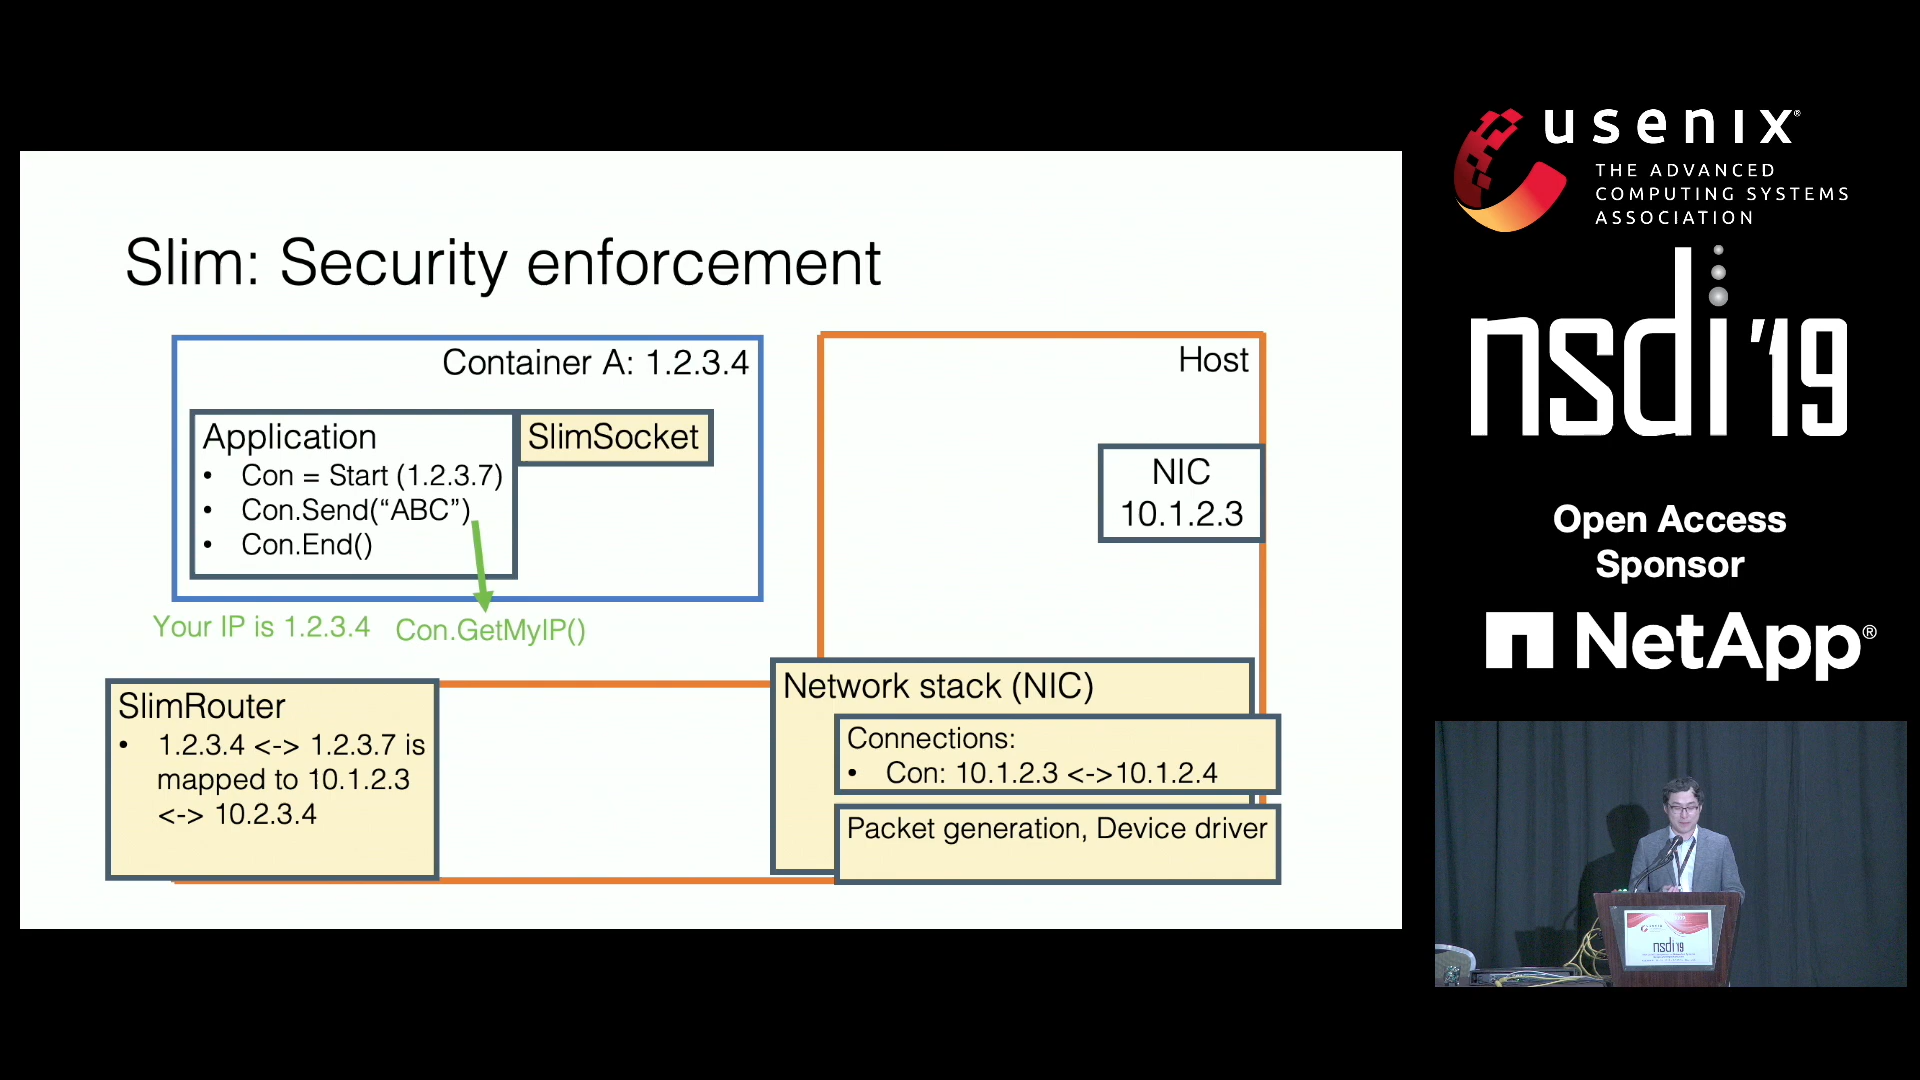 Slim: Security enforcement
Container A: 1.2.3.4
Application
• Con = Start (1.2.3.7)
• Con.Send(“ABC”)
• Con.End()
SlimSocket
Your IP is 1.2.3.4
Con.GetMyIP()
Host
NIC
10.1.2.3
SlimRouter
• 1.2.3.4 <-> 1.2.3.7 is
mapped to 10.1.2.3
<-> 10.2.3.4
Network stack (NIC)
Connections:
• Con: 10.1.2.3 <->10.1.2.4
Packet generation, Device driver
usenix®
THE ADVANCED
COMPUTING SYSTEMS
ASSOCIATION
nsdi '19
Open Access
Sponsor
NetApp®
nsdi '19